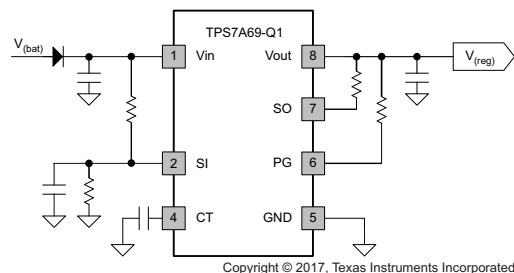 TPS7A69-Q1
V(bat)
1 Vin Vout 8
V(reg)
SO 7
2 SI PG 6
4 CT GND 5
Copyright © 2017, Texas Instruments Incorporated